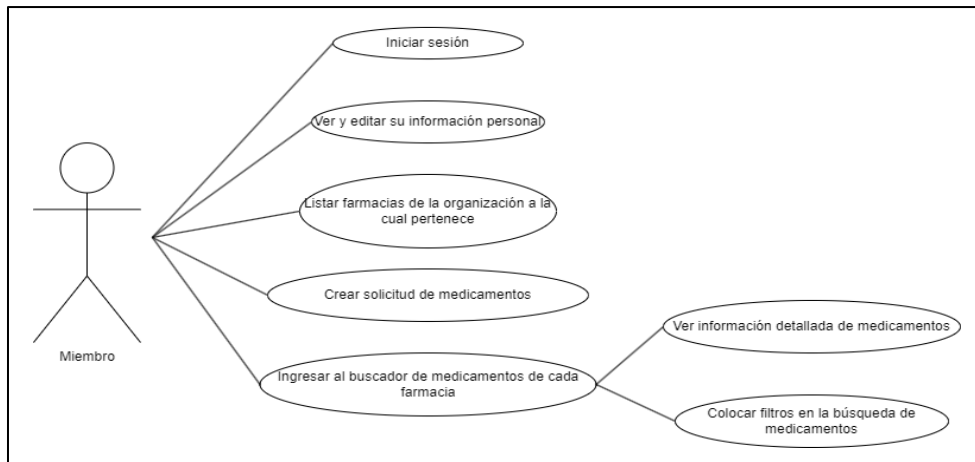 Iniciar sesión
Ver y editar su información personal
Listar farmacias de la organización a la
cual pertenece
Crear solicitud de medicamentos
Ver información detallada de medicamentos
Miembro
Ingresar al buscador de medicamentos de cada
farmacia
Colocar filtros en la búsqueda de
medicamentos